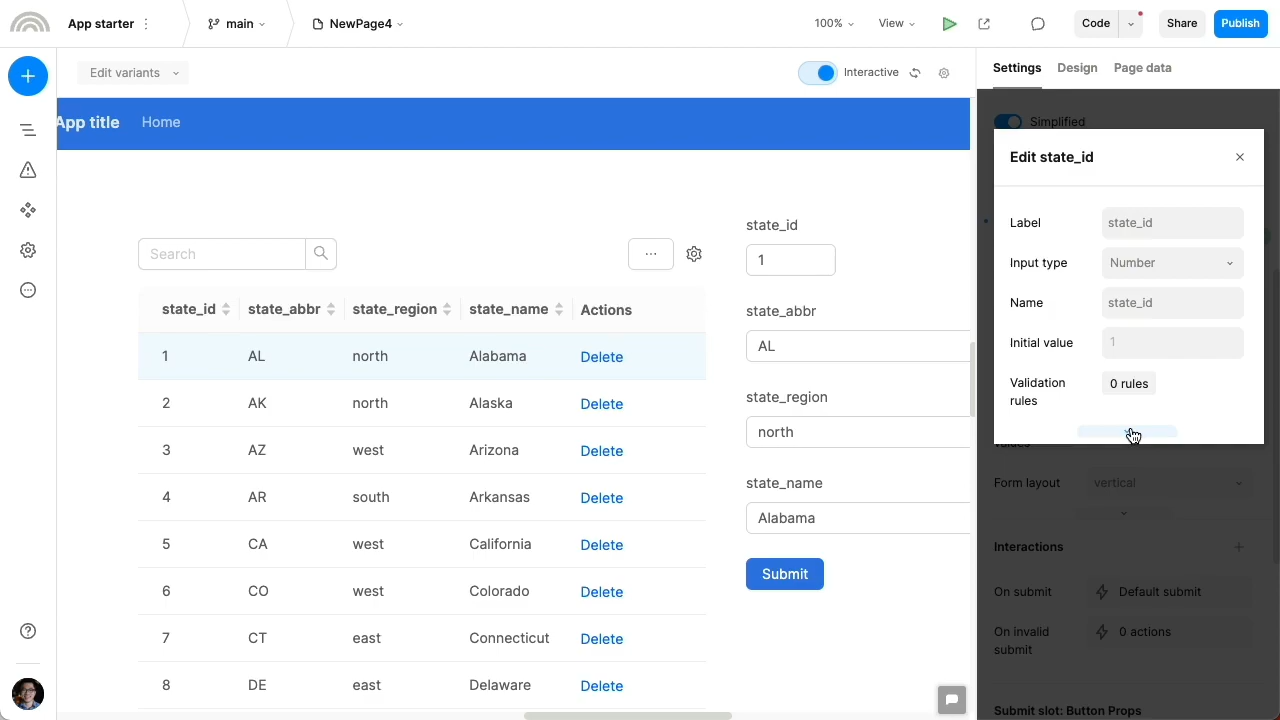 App starter
main
NewPage4
100%
View
Code
Share
Publish
Edit variants
Interactive
Settings
Design
Page data
App title
Home
Simplified
Edit state_id
Label
state_id
Input type
Number
Name
state_id
Initial value
1
Validation
rules
0 rules
Form layout
vertical
Interactions
On submit
Default submit
On invalid
submit
0 actions
Submit slot: Button Props
Search
...
state_id
state_abbr
state_region
state_name
Actions
1 AL north Alabama Delete
2 AK north Alaska Delete
3 AZ west Arizona Delete
4 AR south Arkansas Delete
5 CA west California Delete
6 CO west Colorado Delete
7 CT east Connecticut Delete
8 DE east Delaware Delete
state_id
1
state_abbr
AL
state_region
north
state_name
Alabama
Submit